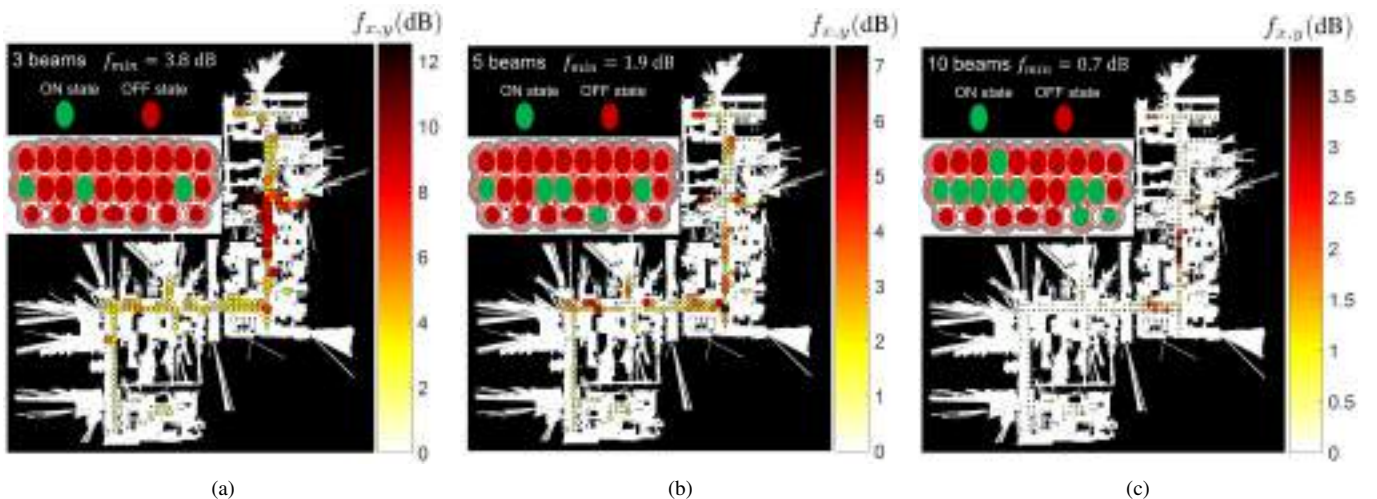 f_{x,y}(dB)
3 beams f_min = 3.8 dB
ON state OFF state
12
10
8
6
4
2
0
(a)
f_{x,y}(dB)
5 beams f_min = 1.9 dB
ON state OFF state
7
6
5
4
3
2
1
0
(b)
f_{x,y}(dB)
10 beams f_min = 0.7 dB
ON state OFF state
3.5
3
2.5
2
1.5
1
0.5
0
(c)